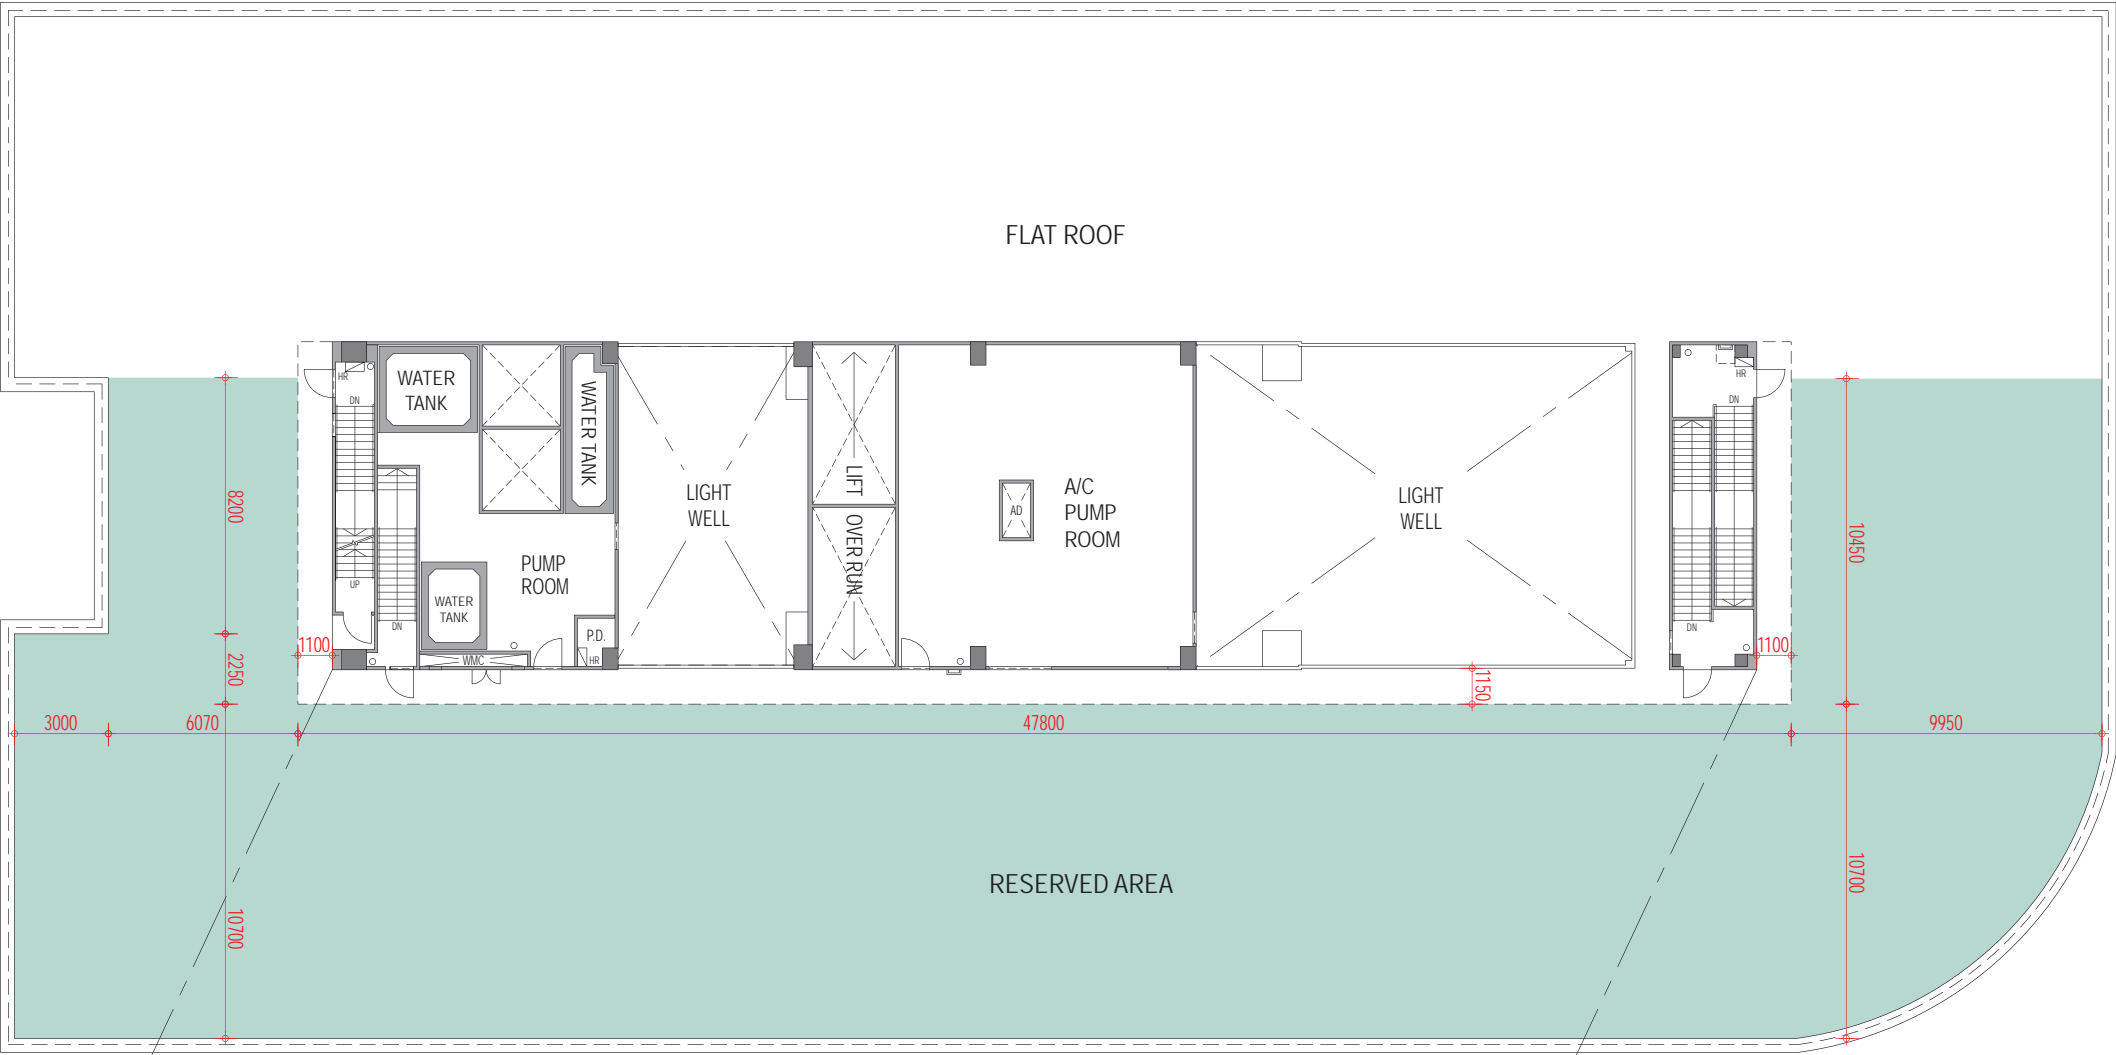 FLAT ROOF
HR
DN
UP
DN
WATER
TANK
WATER TANK
WATER
TANK
PUMP
ROOM
P.D.
HR
WMC
LIGHT
WELL
LIFT OVER RUN
AD
A/C
PUMP
ROOM
LIGHT
WELL
HR
DN
DN
8200
2250
1100
10450
1100
1150
3000
6070
47800
9950
10700
10700
RESERVED AREA